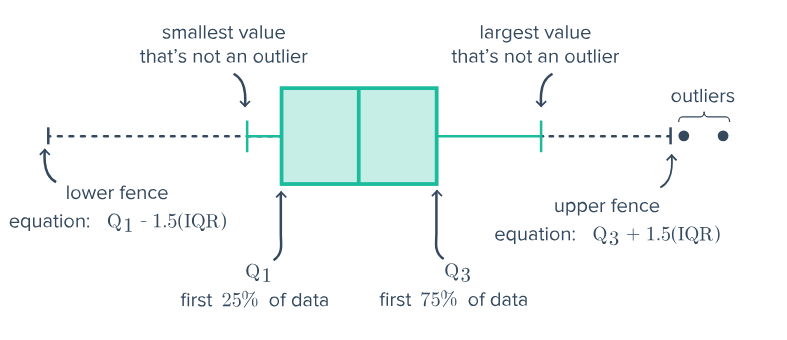 smallest value
that's not an outlier
largest value
that's not an outlier
outliers
lower fence
equation: Q1 - 1.5(IQR)
upper fence
equation: Q3 + 1.5(IQR)
Q1
first 25% of data
Q3
first 75% of data